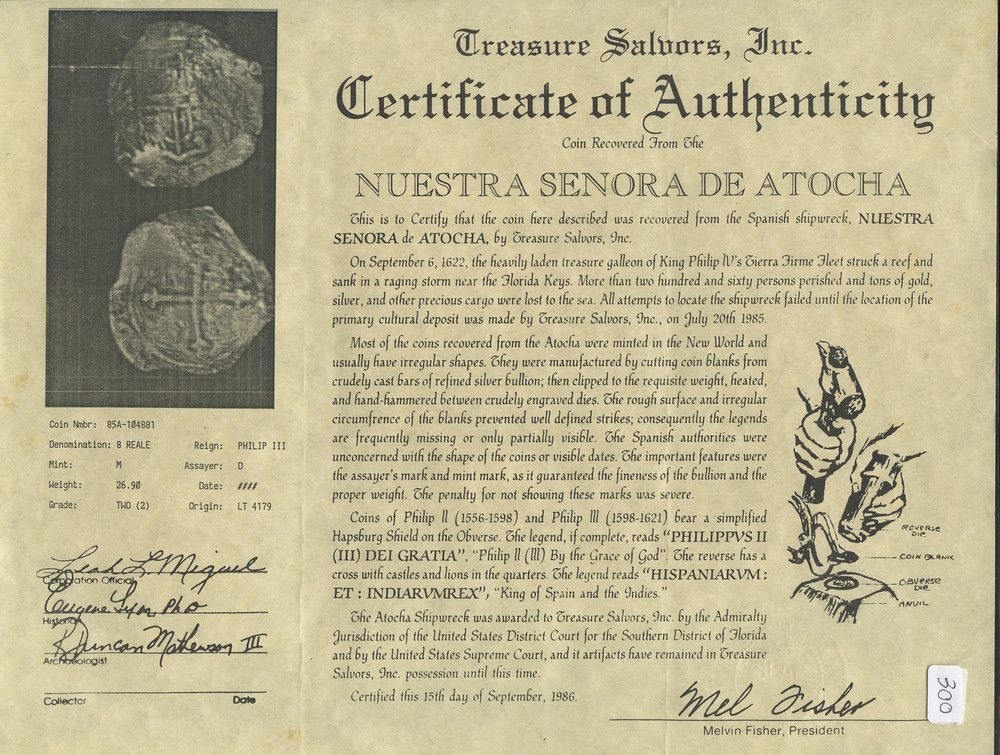 Treasure Salvors, Inc.
Certificate of Authenticity
Coin Recovered From The
NUESTRA SENORA DE ATOCHA
This is to Certify that the coin here described was recovered from the Spanish shipwreck, NUESTRA
SENORA de ATOCHA, by Treasure Salvors, Inc.
On September 6, 1622, the heavily laden treasure galleon of King Philip IV's Tierra Firme Fleet struck a reef and
sank in a raging storm near the Florida Keys. More than two hundred and sixty persons perished and tons of gold,
silver, and other precious cargo were lost to the sea. All attempts to locate the shipwreck failed until the location of the
primary cultural deposit was made by Treasure Salvors, Inc., on July 20th 1985.
Most of the coins recovered from the Atocha were minted in the New World and
usually have irregular shapes. They were manufactured by cutting coin blanks from
crudely cast bars of refined silver bullion; then clipped to the requisite weight, heated,
and hand-hammered between crudely engraved dies. The rough surface and irregular
circumfrence of the blanks prevented well defined strikes; consequently the legends
are frequently missing or only partially visible. The Spanish authorities were
unconcerned with the shape of the coins or visible dates. The important features were
the assayer's mark and mint mark, as it guaranteed the fineness of the bullion and the
proper weight. The penalty for not showing these marks was severe.
Coins of Philip II (1556-1598) and Philip III (1598-1621) bear a simplified
Hapsburg Shield on the Obverse. The legend, if complete, reads "PHILIPPVS II
(III) DEI GRATIA", "Philip II (III) By the Grace of God". The reverse has a
cross with castles and lions in the quarters. The legend reads "HISPANIARVM :
ET : INDIARVMREX", "King of Spain and the Indies."
The Atocha Shipwreck was awarded to Treasure Salvors, Inc. by the Admiralty
Jurisdiction of the United States District Court for the Southern District of Florida
and by the United States Supreme Court, and it artifacts have remained in Treasure
Salvors, Inc. possession until this time.
Certified this 15th day of September, 1986.
REVERSE
DIE
COIN BLANK
OBVERSE
DIE
ANVIL
Mel Fisher
Melvin Fisher, President
300
Coin Nmbr: 85A-104881
Denomination: 8 REALE Reign: PHILIP III
Mint: M Assayer: D
Weight: 26.90 Date: ####
Grade: TWO (2) Origin: LT 4179
Leah L Miguel
Corporation Official
Eugene Lyon PhD
Historian
R Duncan Mathewson III
Archaeologist
Collector Date